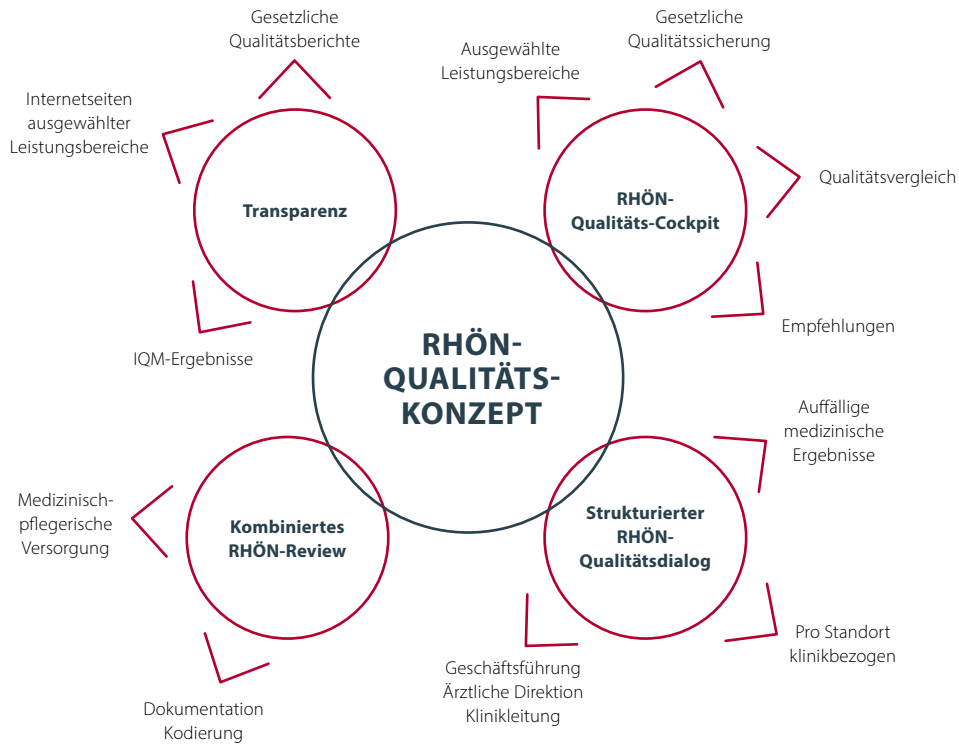 Gesetzliche
Qualitätsberichte
Internetseiten
ausgewählter
Leistungsbereiche
Transparenz
IQM-Ergebnisse
Ausgewählte
Leistungsbereiche
Gesetzliche
Qualitätssicherung
RHÖN-
Qualitäts-Cockpit
Qualitätsvergleich
Empfehlungen
RHÖN-
QUALITÄTS-
KONZEPT
Medizinisch-
pflegerische
Versorgung
Kombiniertes
RHÖN-Review
Dokumentation
Kodierung
Auffällige
medizinische
Ergebnisse
Strukturierter
RHÖN-
Qualitätsdialog
Geschäftsführung
Ärztliche Direktion
Klinikleitung
Pro Standort
klinikbezogen